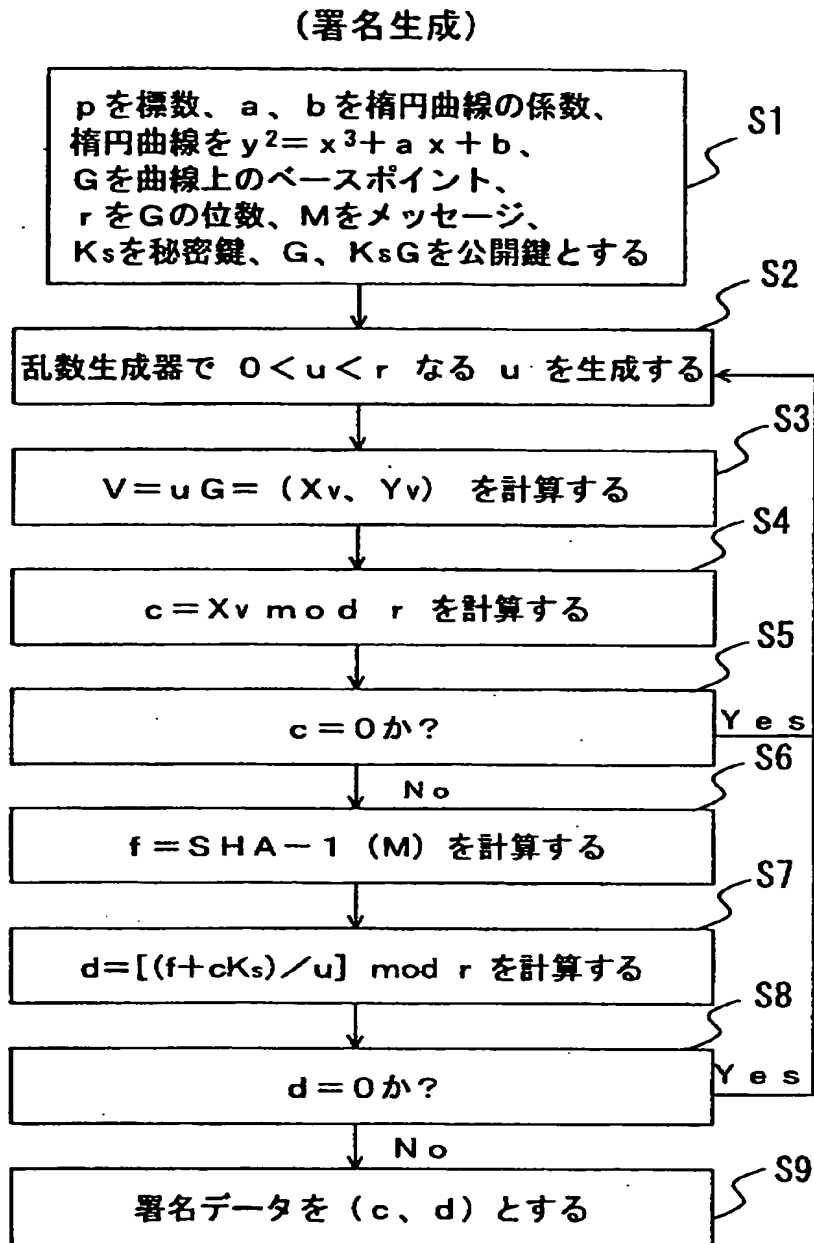 (署名生成)
pを標数、a、bを楕円曲線の係数、
楕円曲線をy²=x³+ax+b、
Gを曲線上のベースポイント、
rをGの位数、Mをメッセージ、
Ksを秘密鍵、G、KsGを公開鍵とする
S1
S2
乱数生成器で 0<u<r なる u を生成する
S3
V=uG=(Xv、Yv) を計算する
S4
c=Xv mod r を計算する
S5
c=0か?
Yes
No
S6
f=SHA-1(M)を計算する
S7
d=[(f+cKs)/u] mod r を計算する
S8
d=0か?
Yes
No
S9
署名データを(c、d)とする